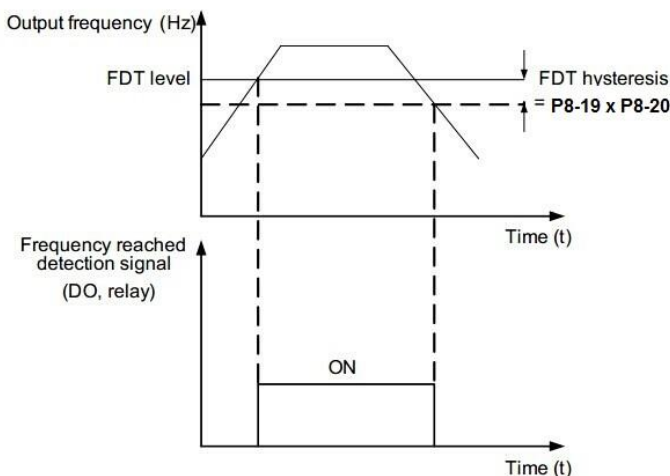 Output frequency (Hz)
FDT level
FDT hysteresis
= P8-19 x P8-20
Time (t)
Frequency reached
detection signal
(DO, relay)
ON
Time (t)